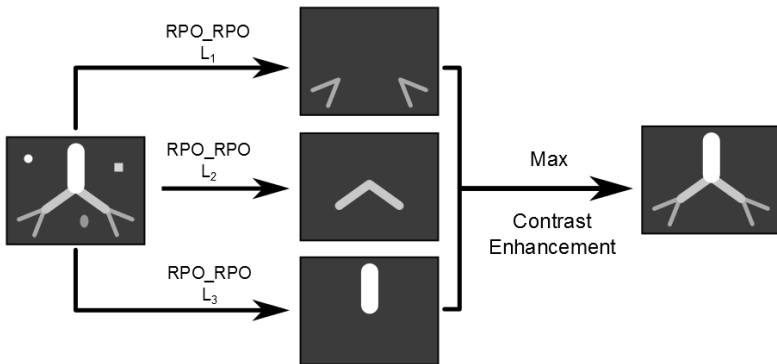 RPO_RPO
L₁
RPO_RPO
L₂
RPO_RPO
L₃
Max
Contrast
Enhancement